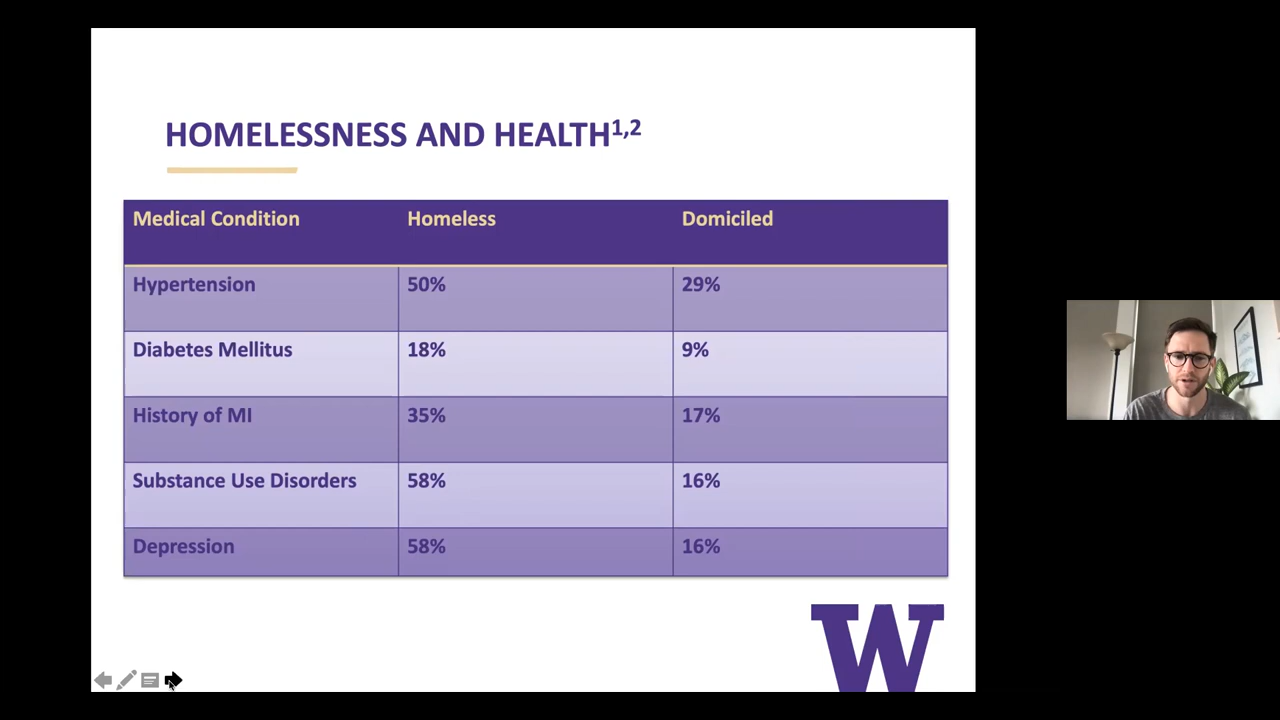 HOMELESSNESS AND HEALTH1,2
Medical Condition Homeless Domiciled
Hypertension 50% 29%
Diabetes Mellitus 18% 9%
History of MI 35% 17%
Substance Use Disorders 58% 16%
Depression 58% 16%
W